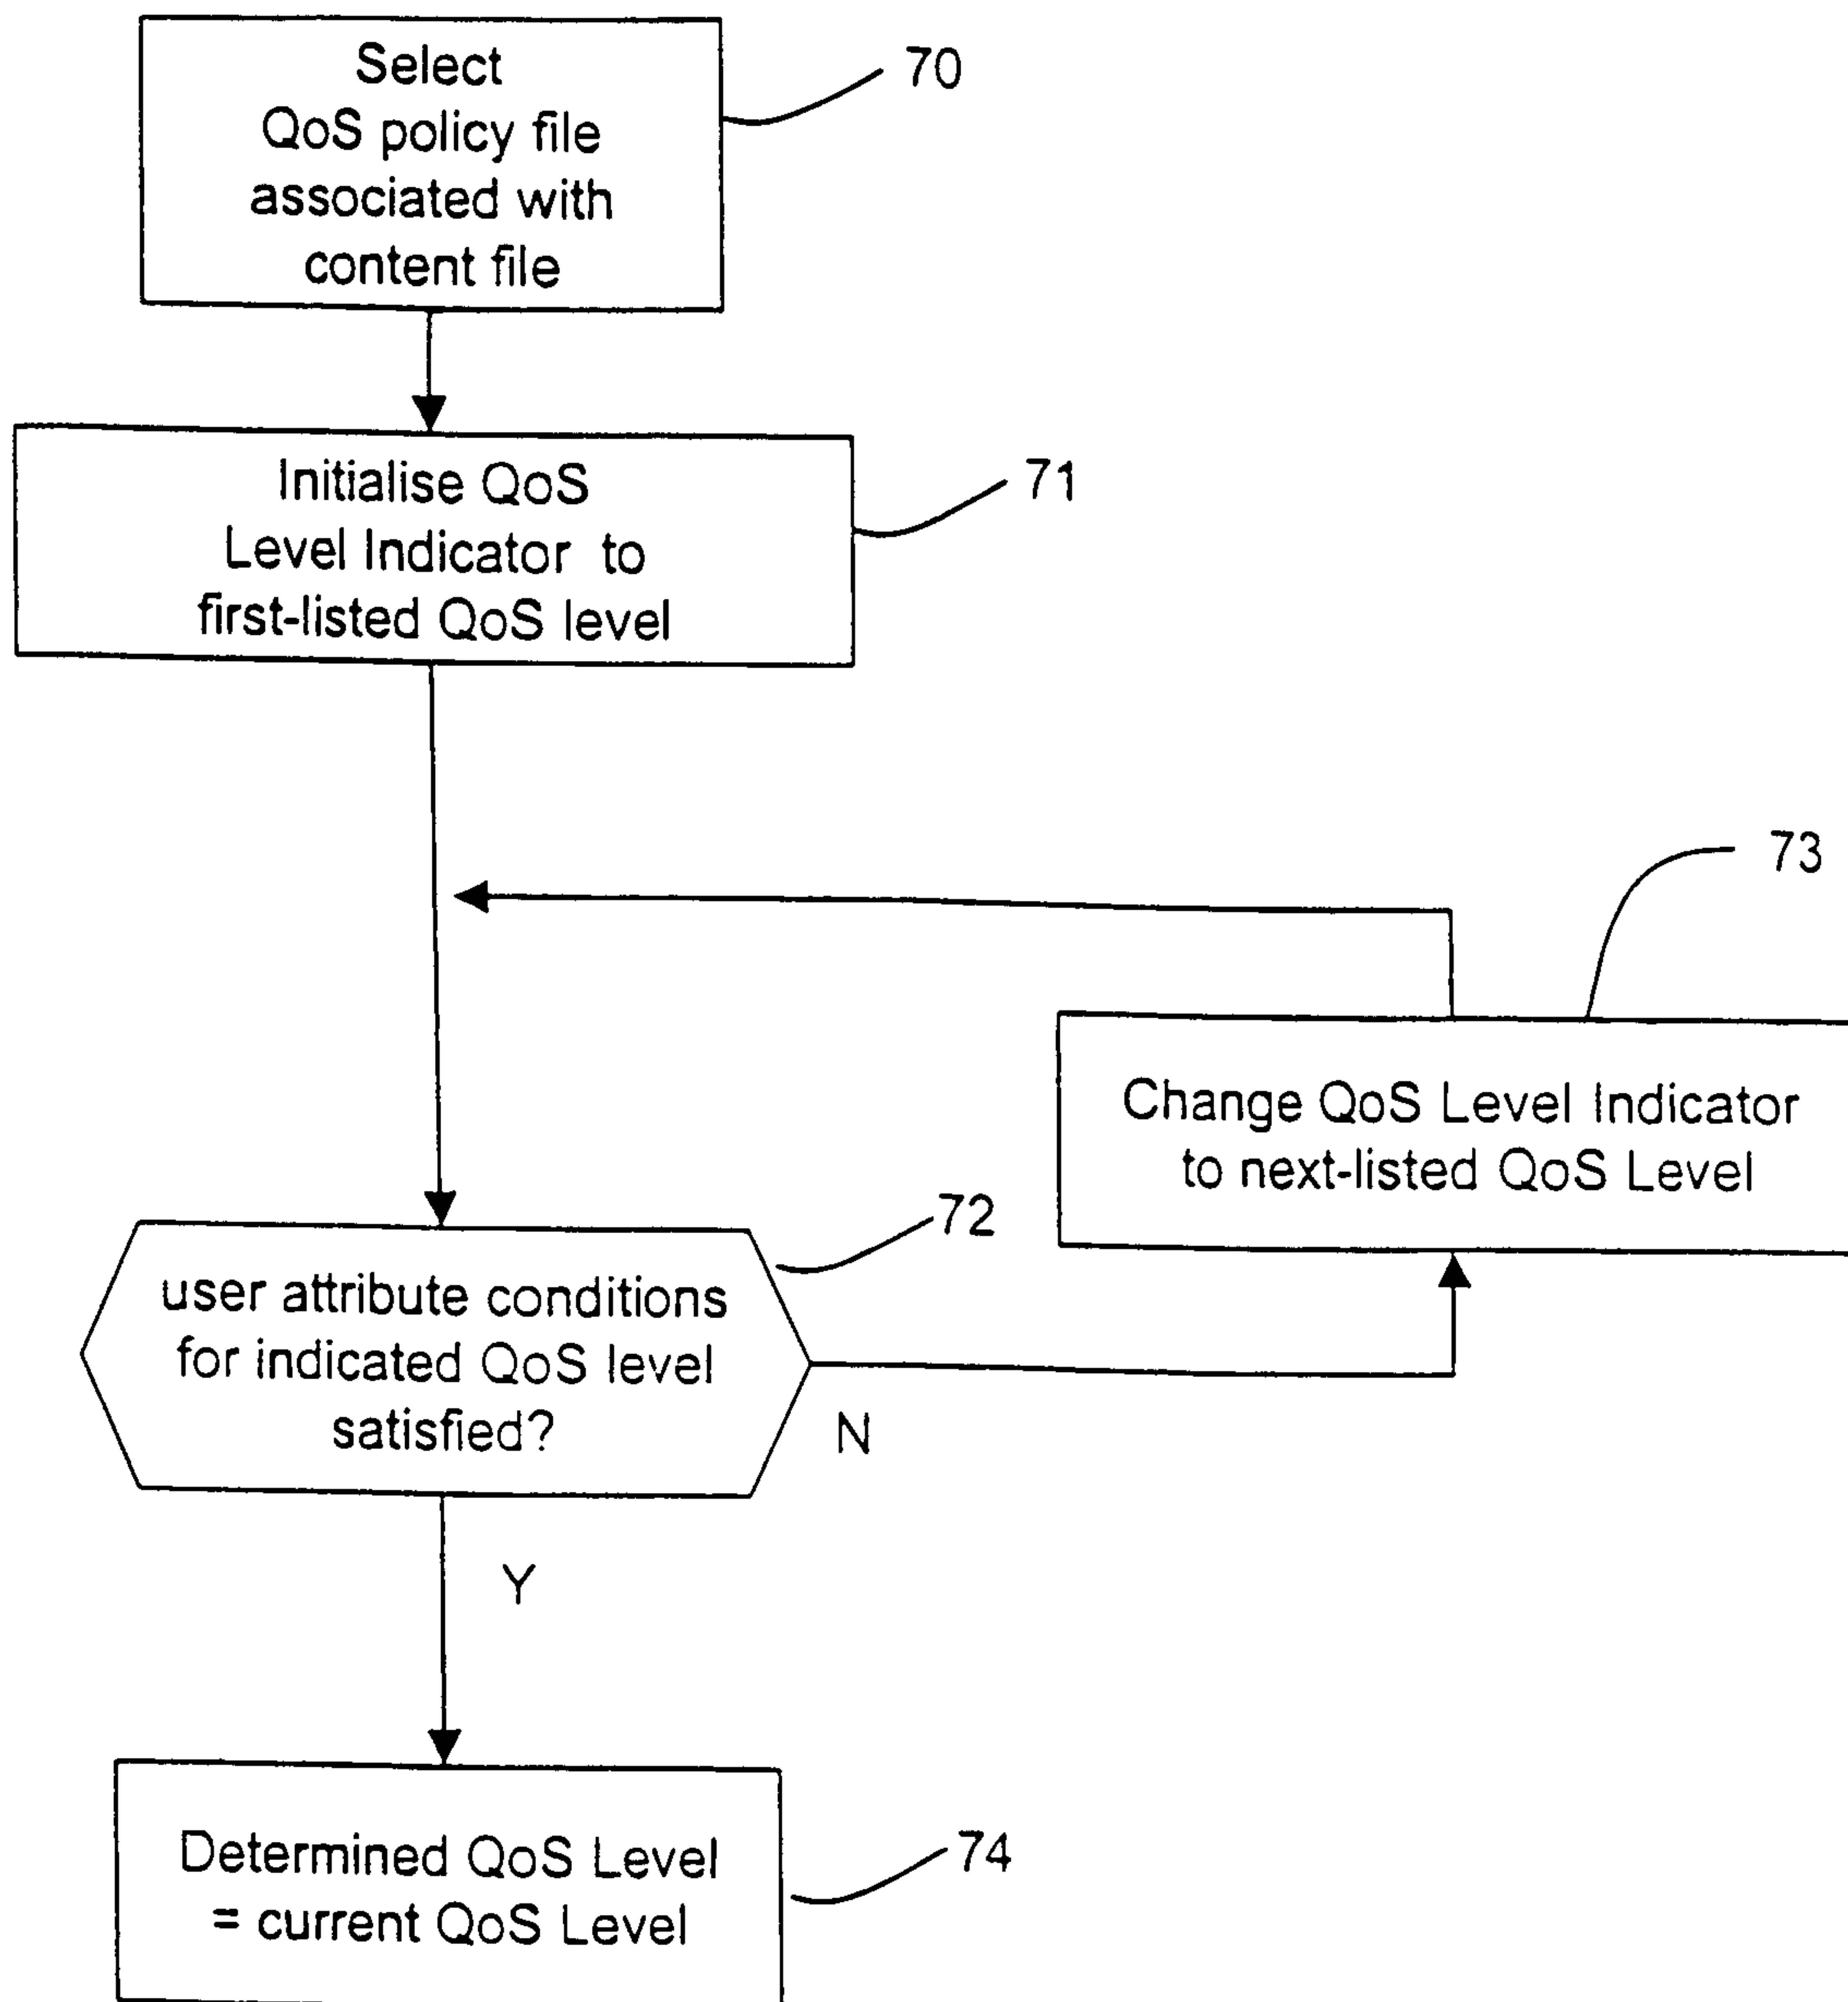 Select
QoS policy file
associated with
content file
70
Initialise QoS
Level Indicator to
first-listed QoS level
71
73
Change QoS Level Indicator
to next-listed QoS Level
72
user attribute conditions
for indicated QoS level
satisfied?
N
Y
Determined QoS Level
= current QoS Level
74